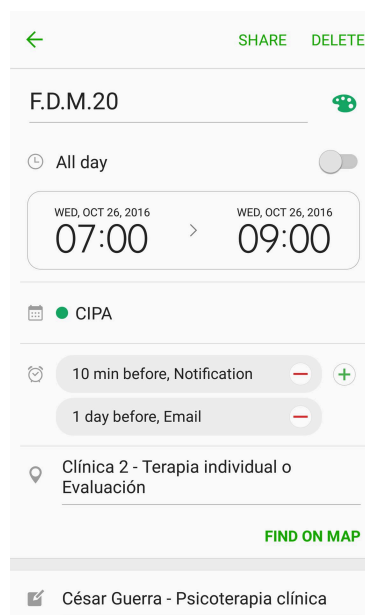 SHARE DELETE
F.D.M.20
All day
WED, OCT 26, 2016 WED, OCT 26, 2016
07:00 > 09:00
CIPA
10 min before, Notification
1 day before, Email
Clínica 2 - Terapia individual o
Evaluación
FIND ON MAP
César Guerra - Psicoterapia clínica